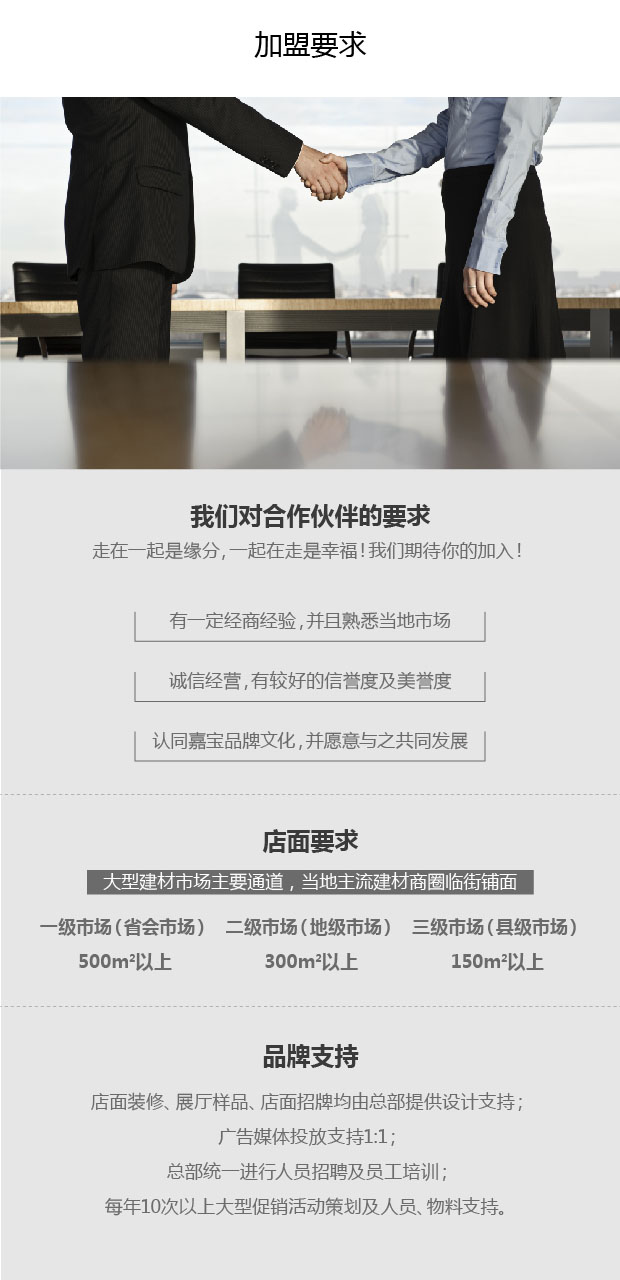 加盟要求
我们对合作伙伴的要求
走在一起是缘分,一起在走是幸福!我们期待你的加入!
有一定经商经验,并且熟悉当地市场
诚信经营,有较好的信誉度及美誉度
认同嘉宝品牌文化,并愿意与之共同发展
店面要求
大型建材市场主要通道,当地主流建材商圈临街铺面
一级市场(省会市场) 二级市场(地级市场) 三级市场(县级市场)
500m²以上 300m²以上 150m²以上
品牌支持
店面装修、展厅样品、店面招牌均由总部提供设计支持;
广告媒体投放支持1:1;
总部统一进行人员招聘及员工培训;
每年10次以上大型促销活动策划及人员、物料支持。